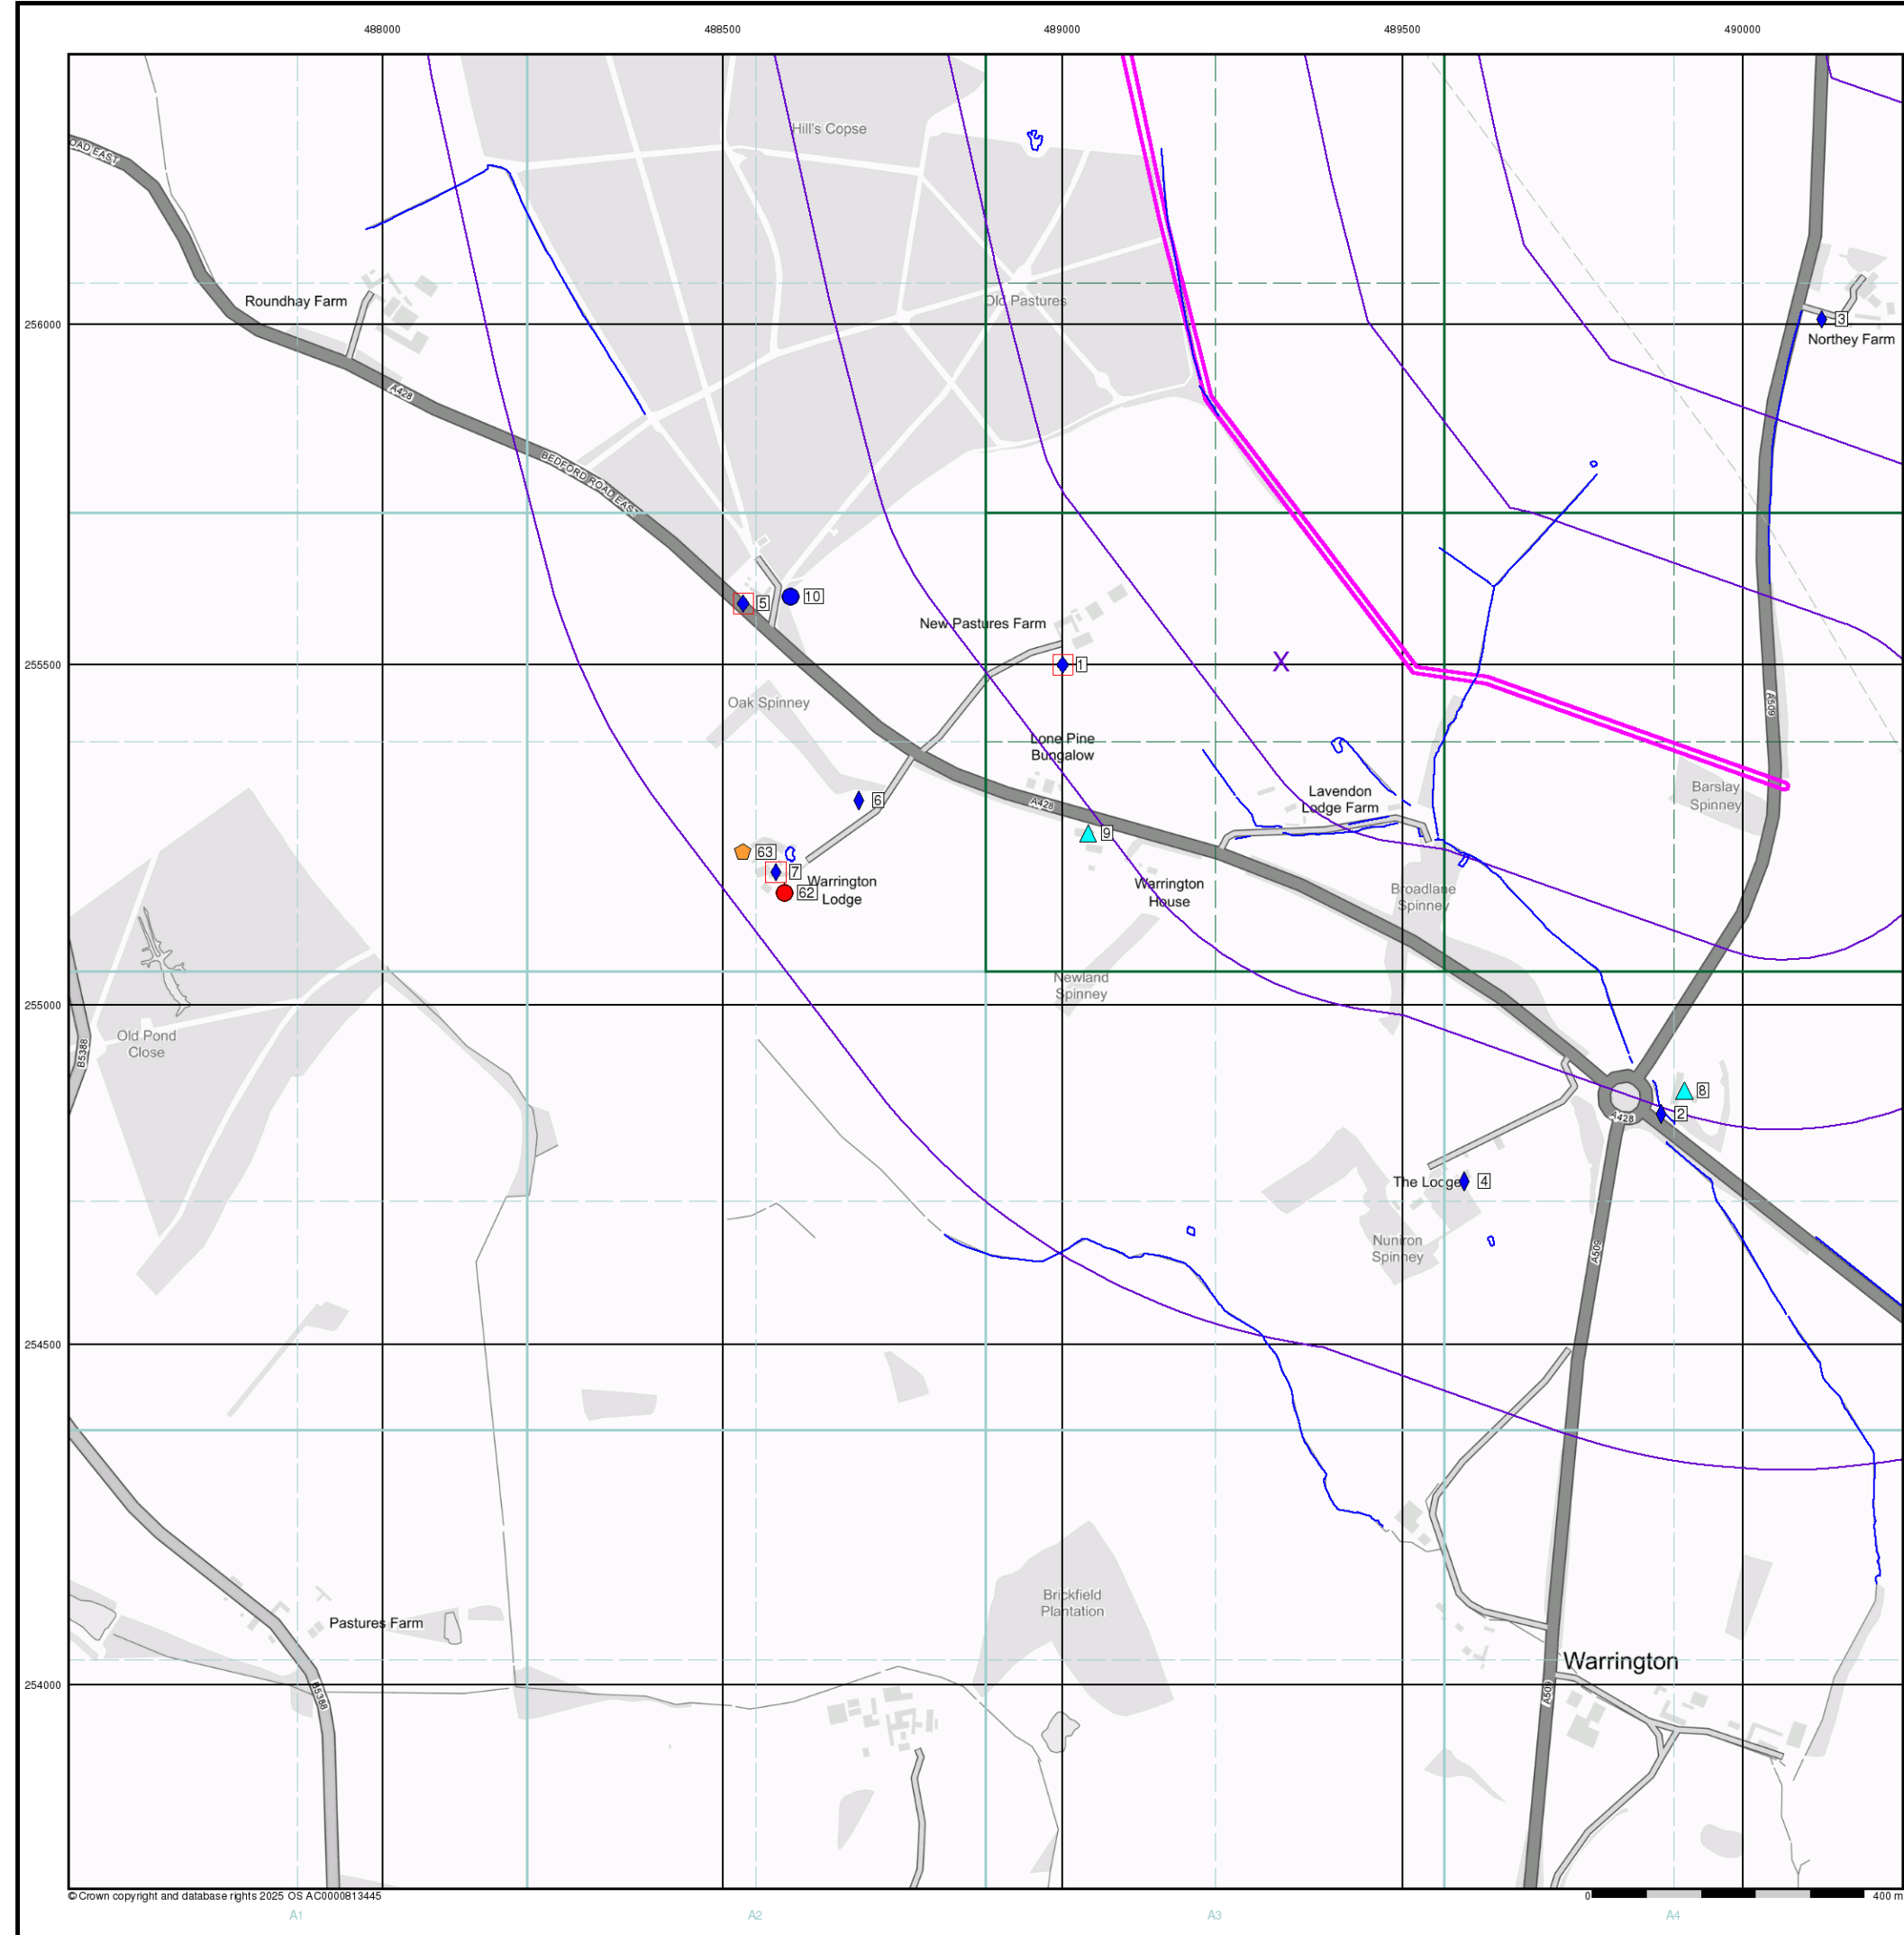 488000 488500 489000 489500 490000
Hill's Copse
OAD EAST
Roundhay Farm
Old Pastures
256000
3
Northey Farm
A428
BEDFORD ROAD EAST
5
10
New Pastures Farm
255500
1
X
Oak Spinney
A509
Lone Pine
Bungalow
Barslay
Spinney
Lavendon
Lodge Farm
6
A428
9
63
7
Warrington
Lodge
62
Warrington
House
Broadlane
Spinney
Newland
Spinney
255000
Old Pond
Close
B5388
8
2
A428
The Lodge
4
Nuniron
Spinney
A509
254500
Brickfield
Plantation
Pastures Farm
Warrington
254000
B5388
A509
© Crown copyright and database rights 2025 OS AC0000813445
0 400 m
A1 A2 A3 A4